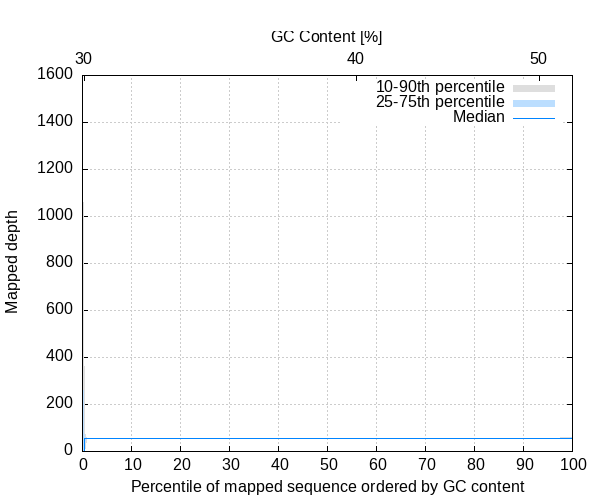 GC Content [%]
30 40 50
1600
10-90th percentile
25-75th percentile
1400
Median
1200
1000
800
600
400
200
0
Mapped depth
0 10 20 30 40 50 60 70 80 90 100
Percentile of mapped sequence ordered by GC content